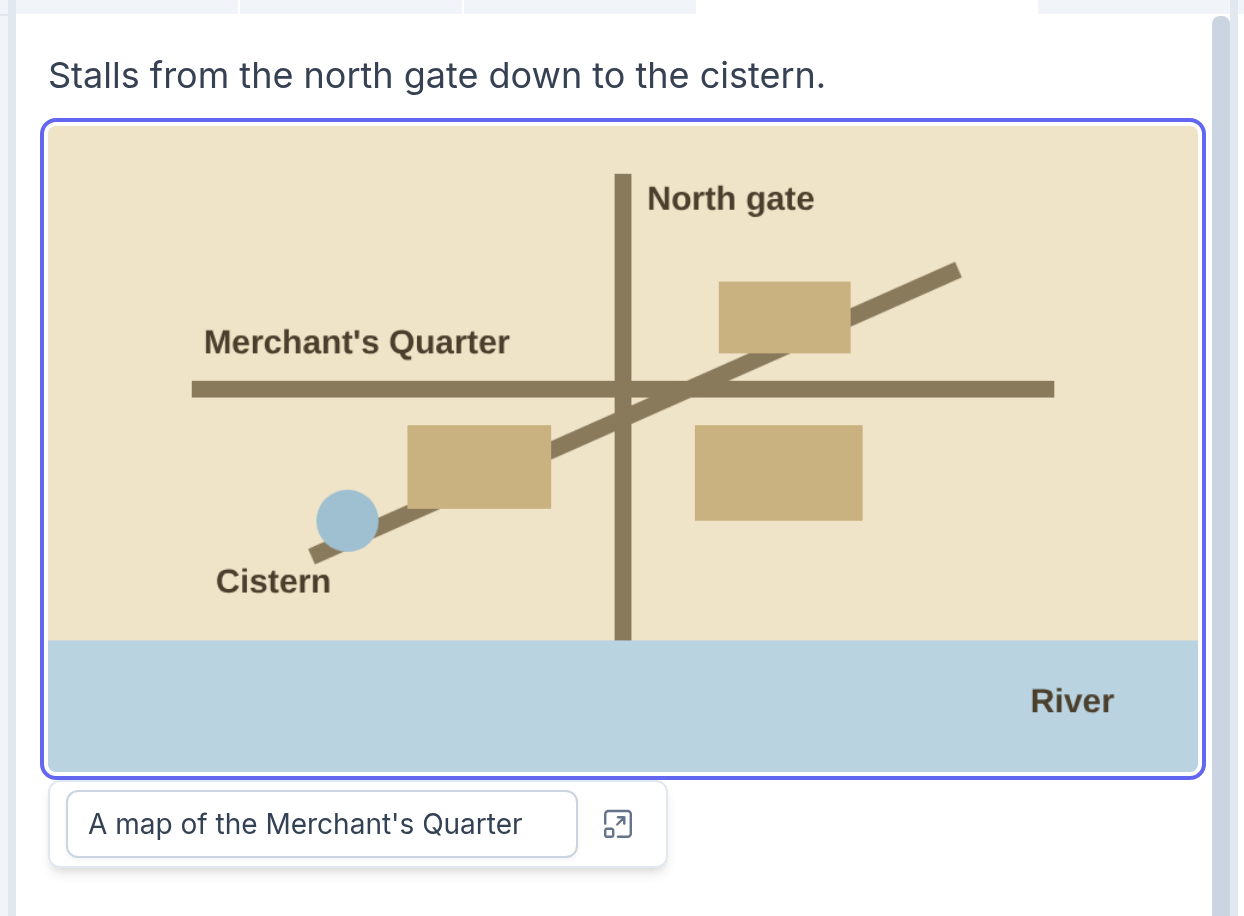 Stalls from the north gate down to the cistern.
North gate
Merchant's Quarter
Cistern
River
A map of the Merchant's Quarter